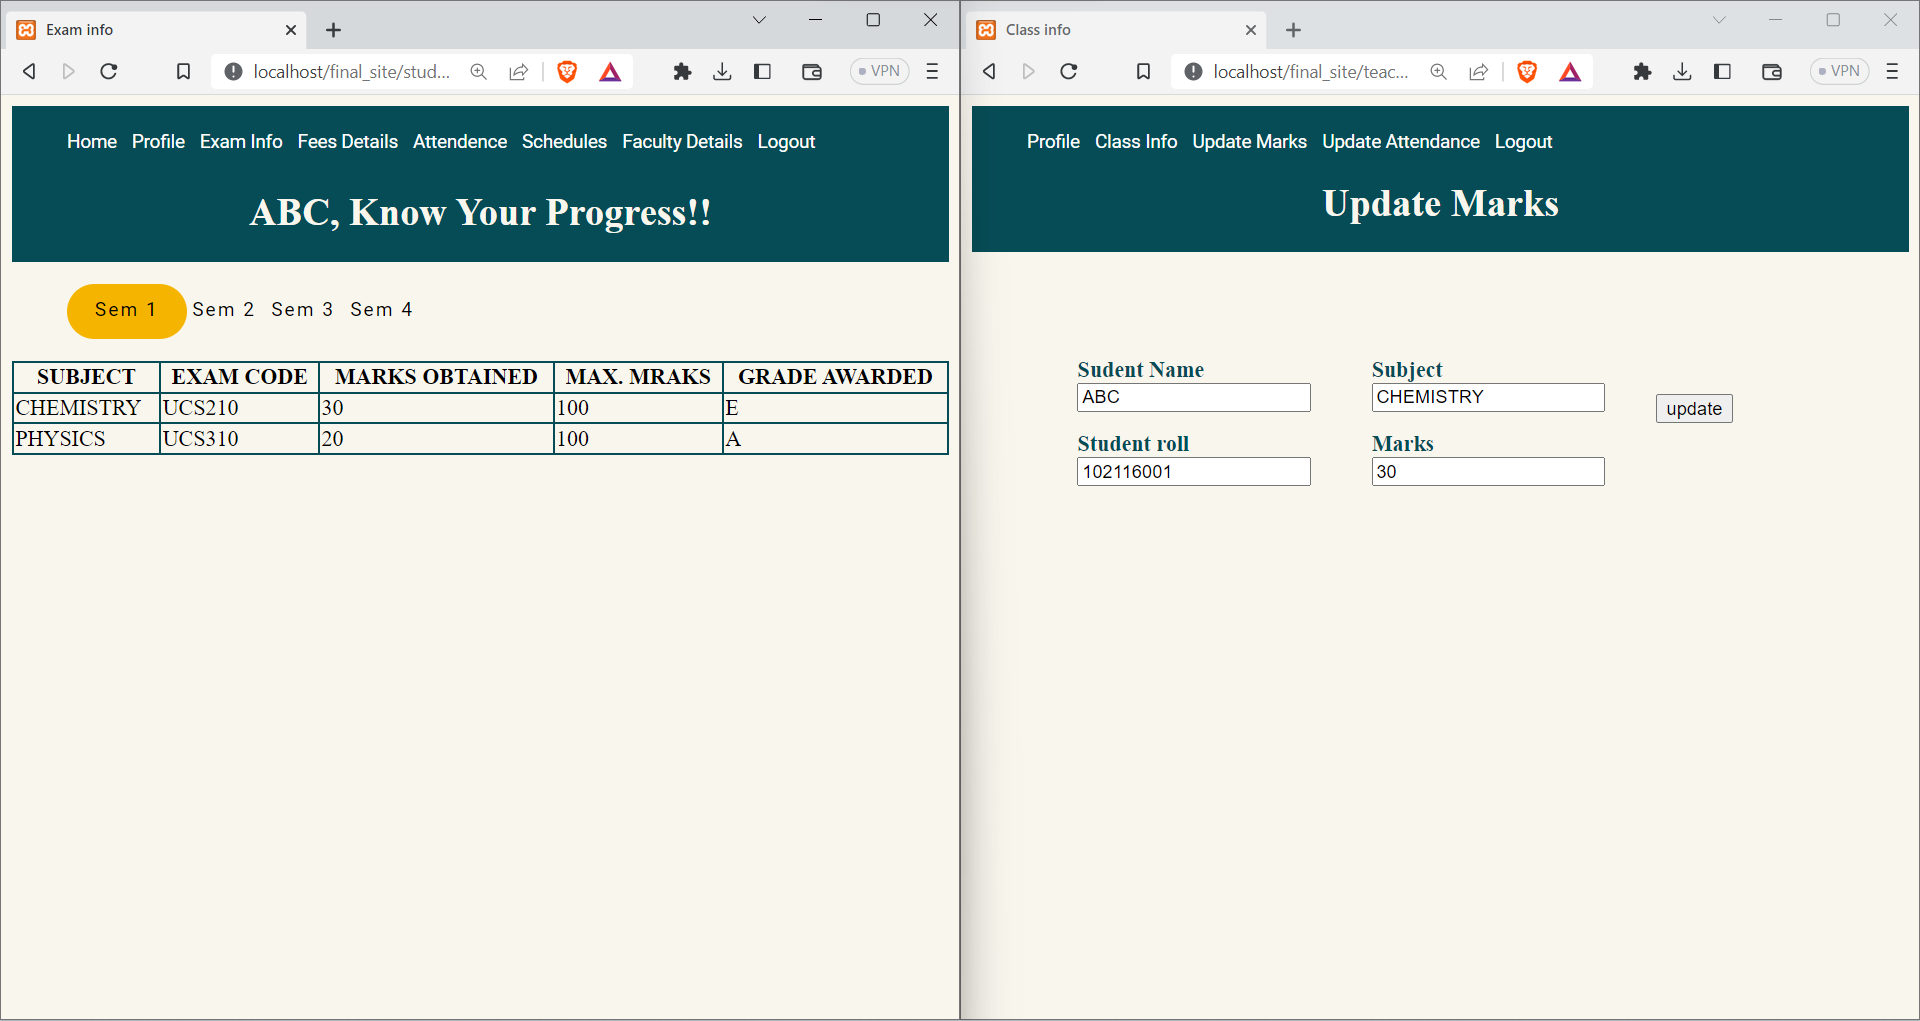 Exam info
localhost/final_site/stud...
VPN
Home Profile Exam Info Fees Details Attendence Schedules Faculty Details Logout
ABC, Know Your Progress!!
Sem 1 Sem 2 Sem 3 Sem 4
SUBJECT EXAM CODE MARKS OBTAINED MAX. MRAKS GRADE AWARDED
CHEMISTRY UCS210 30 100 E
PHYSICS UCS310 20 100 A
Class info
localhost/final_site/teac...
VPN
Profile Class Info Update Marks Update Attendance Logout
Update Marks
Sudent Name Subject
ABC CHEMISTRY
update
Student roll Marks
102116001 30